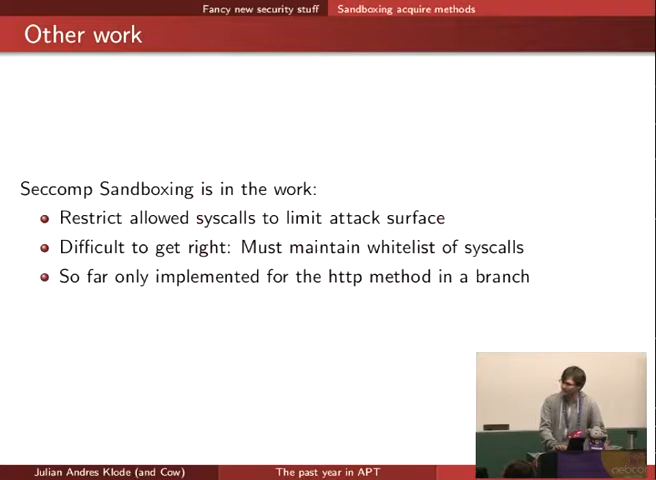 Fancy new security stuff Sandboxing acquire methods
Other work
Seccomp Sandboxing is in the work:
Restrict allowed syscalls to limit attack surface
Difficult to get right: Must maintain whitelist of syscalls
So far only implemented for the http method in a branch
debcon
Julian Andres Klode (and Cow) The past year in APT